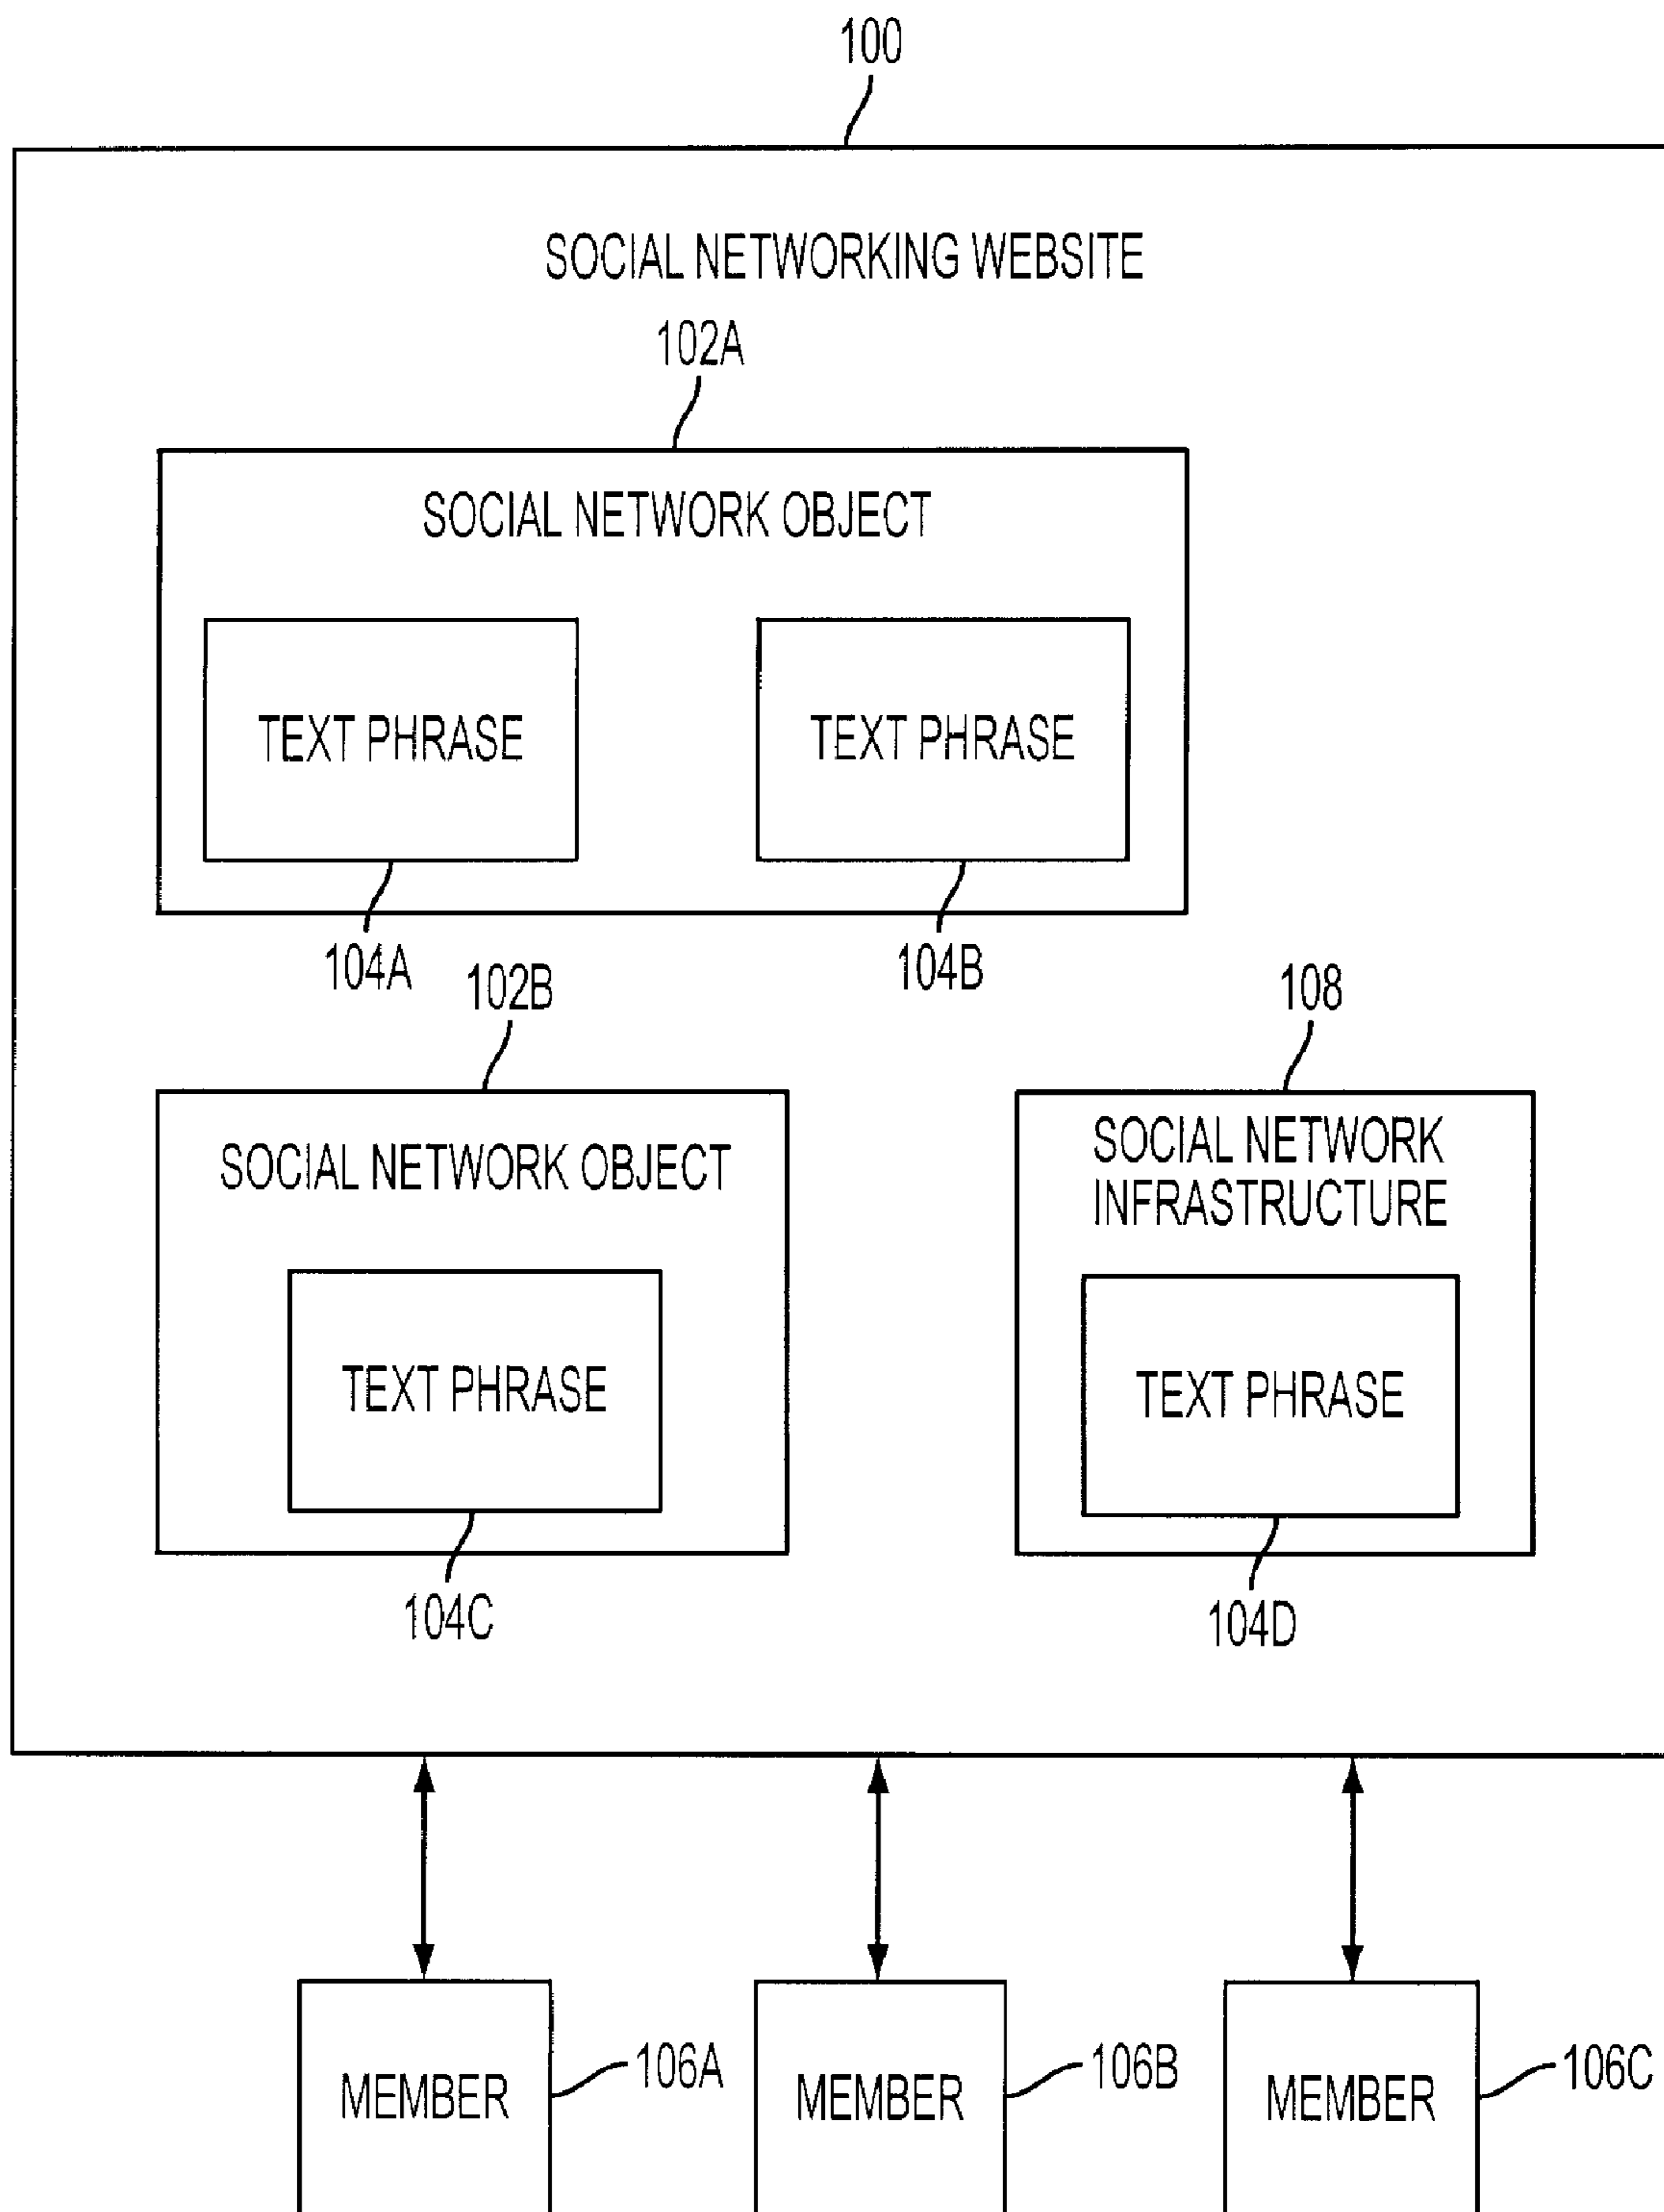 100
SOCIAL NETWORKING WEBSITE
102A
SOCIAL NETWORK OBJECT
TEXT PHRASE
TEXT PHRASE
104A
104B
102B
108
SOCIAL NETWORK OBJECT
SOCIAL NETWORK
INFRASTRUCTURE
TEXT PHRASE
TEXT PHRASE
104C
104D
MEMBER
106A
MEMBER
106B
MEMBER
106C